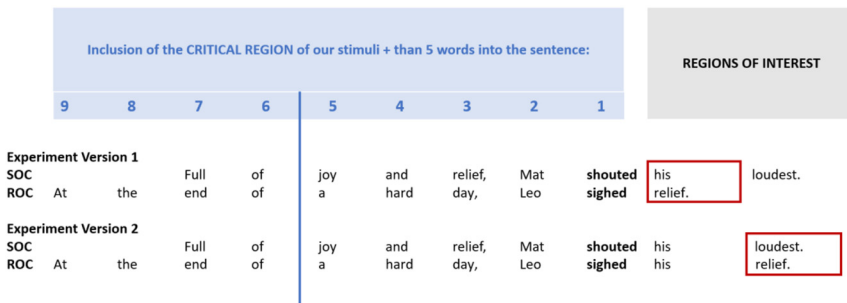 Inclusion of the CRITICAL REGION of our stimuli + than 5 words into the sentence:
REGIONS OF INTEREST
9 8 7 6 5 4 3 2 1
Experiment Version 1
SOC Full of joy and relief, Mat shouted his loudest.
ROC At the end of a hard day, Leo sighed relief.
Experiment Version 2
SOC Full of joy and relief, Mat shouted his loudest.
ROC At the end of a hard day, Leo sighed his relief.